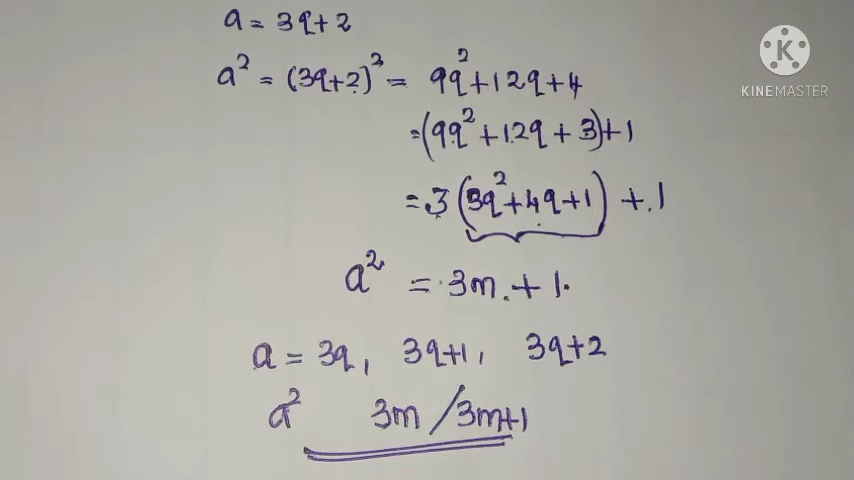 a = 3q+2
a² = (3q+2)² = 9q²+12q+4
=(9q²+12q+3)+1
=3(3q²+4q+1)+1
a² = 3m+1.
a = 3q, 3q+1, 3q+2
a² 3m/3m+1
K
KINEMASTER